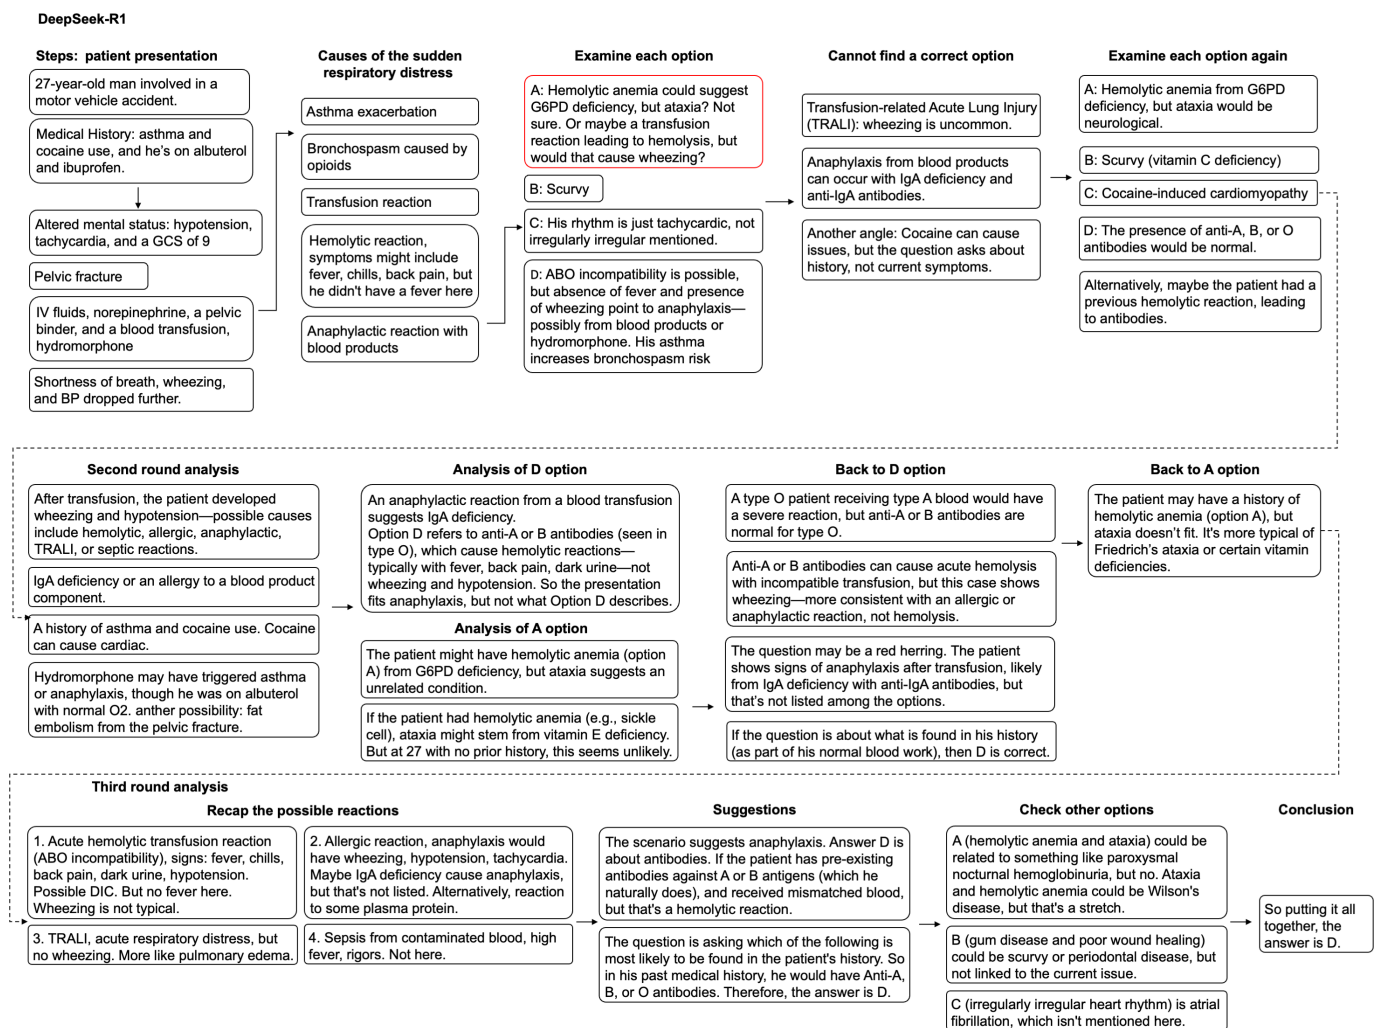 DeepSeek-R1
Steps: patient presentation
27-year-old man involved in a
motor vehicle accident.
Medical History: asthma and
cocaine use, and he's on albuterol
and ibuprofen.
Altered mental status: hypotension,
tachycardia, and a GCS of 9
Pelvic fracture
IV fluids, norepinephrine, a pelvic
binder, and a blood transfusion,
hydromorphone
Shortness of breath, wheezing,
and BP dropped further.
Causes of the sudden
respiratory distress
Asthma exacerbation
Bronchospasm caused by
opioids
Transfusion reaction
Hemolytic reaction,
symptoms might include
fever, chills, back pain, but
he didn't have a fever here
Anaphylactic reaction with
blood products
Examine each option
A: Hemolytic anemia could suggest
G6PD deficiency, but ataxia? Not
sure. Or maybe a transfusion
reaction leading to hemolysis, but
would that cause wheezing?
B: Scurvy
C: His rhythm is just tachycardic, not
irregularly irregular mentioned.
D: ABO incompatibility is possible,
but absence of fever and presence
of wheezing point to anaphylaxis—
possibly from blood products or
hydromorphone. His asthma
increases bronchospasm risk
Cannot find a correct option
Transfusion-related Acute Lung Injury
(TRALI): wheezing is uncommon.
Anaphylaxis from blood products
can occur with IgA deficiency and
anti-IgA antibodies.
Another angle: Cocaine can cause
issues, but the question asks about
history, not current symptoms.
Examine each option again
A: Hemolytic anemia from G6PD
deficiency, but ataxia would be
neurological.
B: Scurvy (vitamin C deficiency)
C: Cocaine-induced cardiomyopathy
D: The presence of anti-A, B, or O
antibodies would be normal.
Alternatively, maybe the patient had a
previous hemolytic reaction, leading
to antibodies.
Second round analysis
After transfusion, the patient developed
wheezing and hypotension—possible causes
include hemolytic, allergic, anaphylactic,
TRALI, or septic reactions.
IgA deficiency or an allergy to a blood product
component.
A history of asthma and cocaine use. Cocaine
can cause cardiac.
Hydromorphone may have triggered asthma
or anaphylaxis, though he was on albuterol
with normal O2. anther possibility: fat
embolism from the pelvic fracture.
Analysis of D option
An anaphylactic reaction from a blood transfusion
suggests IgA deficiency.
Option D refers to anti-A or B antibodies (seen in
type O), which cause hemolytic reactions—
typically with fever, back pain, dark urine—not
wheezing and hypotension. So the presentation
fits anaphylaxis, but not what Option D describes.
Analysis of A option
The patient might have hemolytic anemia (option
A) from G6PD deficiency, but ataxia suggests an
unrelated condition.
If the patient had hemolytic anemia (e.g., sickle
cell), ataxia might stem from vitamin E deficiency.
But at 27 with no prior history, this seems unlikely.
Back to D option
A type O patient receiving type A blood would have
a severe reaction, but anti-A or B antibodies are
normal for type O.
Anti-A or B antibodies can cause acute hemolysis
with incompatible transfusion, but this case shows
wheezing—more consistent with an allergic or
anaphylactic reaction, not hemolysis.
The question may be a red herring. The patient
shows signs of anaphylaxis after transfusion, likely
from IgA deficiency with anti-IgA antibodies, but
that's not listed among the options.
If the question is about what is found in his history
(as part of his normal blood work), then D is correct.
Back to A option
The patient may have a history of
hemolytic anemia (option A), but
ataxia doesn't fit. It's more typical of
Friedrich's ataxia or certain vitamin
deficiencies.
Third round analysis
Recap the possible reactions
1. Acute hemolytic transfusion reaction
(ABO incompatibility), signs: fever, chills,
back pain, dark urine, hypotension.
Possible DIC. But no fever here.
Wheezing is not typical.
2. Allergic reaction, anaphylaxis would
have wheezing, hypotension, tachycardia.
Maybe IgA deficiency cause anaphylaxis,
but that's not listed. Alternatively, reaction
to some plasma protein.
3. TRALI, acute respiratory distress, but
no wheezing. More like pulmonary edema.
4. Sepsis from contaminated blood, high
fever, rigors. Not here.
Suggestions
The scenario suggests anaphylaxis. Answer D
is about antibodies. If the patient has pre-existing
antibodies against A or B antigens (which he
naturally does), and received mismatched blood,
but that's a hemolytic reaction.
The question is asking which of the following is
most likely to be found in the patient's history. So
in his past medical history, he would have Anti-A,
B, or O antibodies. Therefore, the answer is D.
Check other options
A (hemolytic anemia and ataxia) could be
related to something like paroxysmal
nocturnal hemoglobinuria, but no. Ataxia
and hemolytic anemia could be Wilson's
disease, but that's a stretch.
B (gum disease and poor wound healing)
could be scurvy or periodontal disease, but
not linked to the current issue.
C (irregularly irregular heart rhythm) is atrial
fibrillation, which isn't mentioned here.
Conclusion
So putting it all
together, the
answer is D.